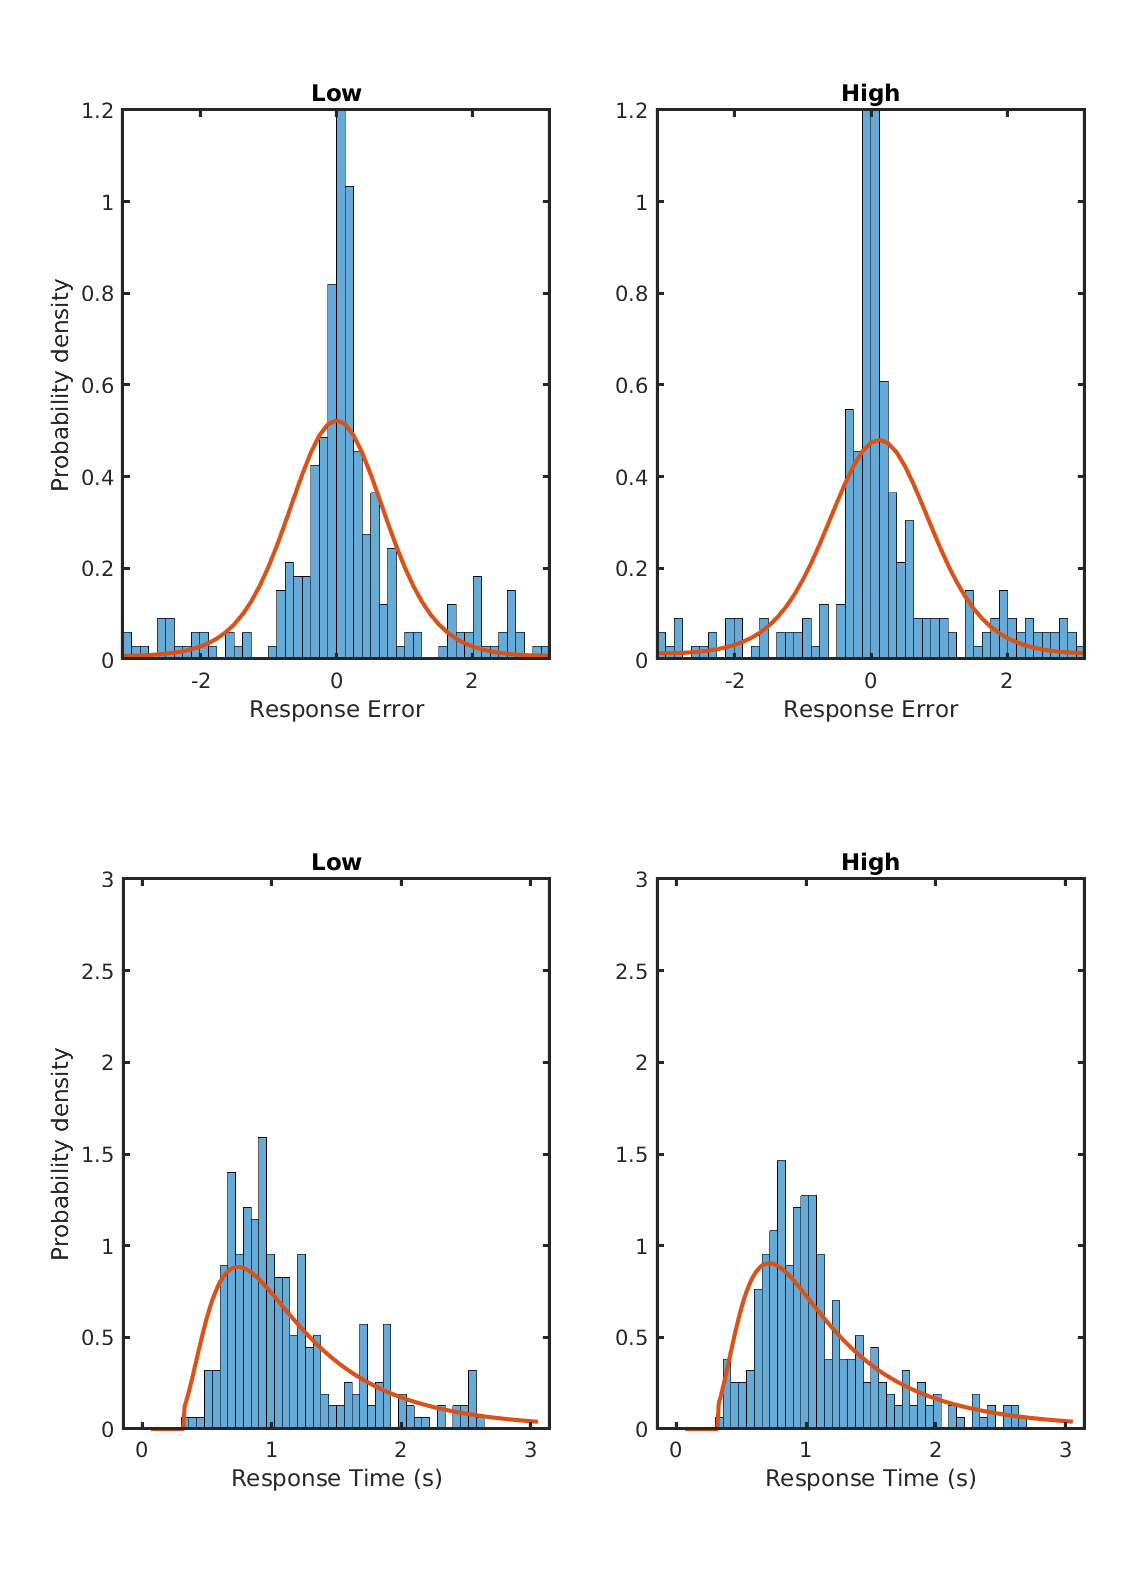 Low High
1.2 1.2
1 1
0.8 0.8
0.6 0.6
0.4 0.4
0.2 0.2
0 0
Probability density
-2 0 2 -2 0 2
Response Error Response Error
Low High
3 3
2.5 2.5
2 2
1.5 1.5
1 1
0.5 0.5
0 0
Probability density
0 1 2 3 0 1 2 3
Response Time (s) Response Time (s)